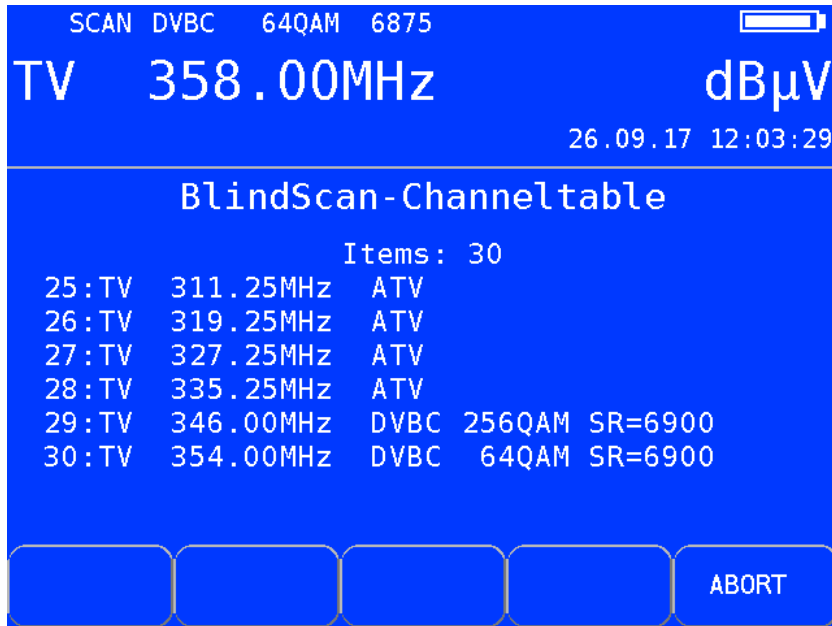 SCAN DVBC 64QAM 6875
TV 358.00MHz dBµV
26.09.17 12:03:29
BlindScan-Channeltable
Items: 30
25:TV 311.25MHz ATV
26:TV 319.25MHz ATV
27:TV 327.25MHz ATV
28:TV 335.25MHz ATV
29:TV 346.00MHz DVBC 256QAM SR=6900
30:TV 354.00MHz DVBC 64QAM SR=6900
ABORT